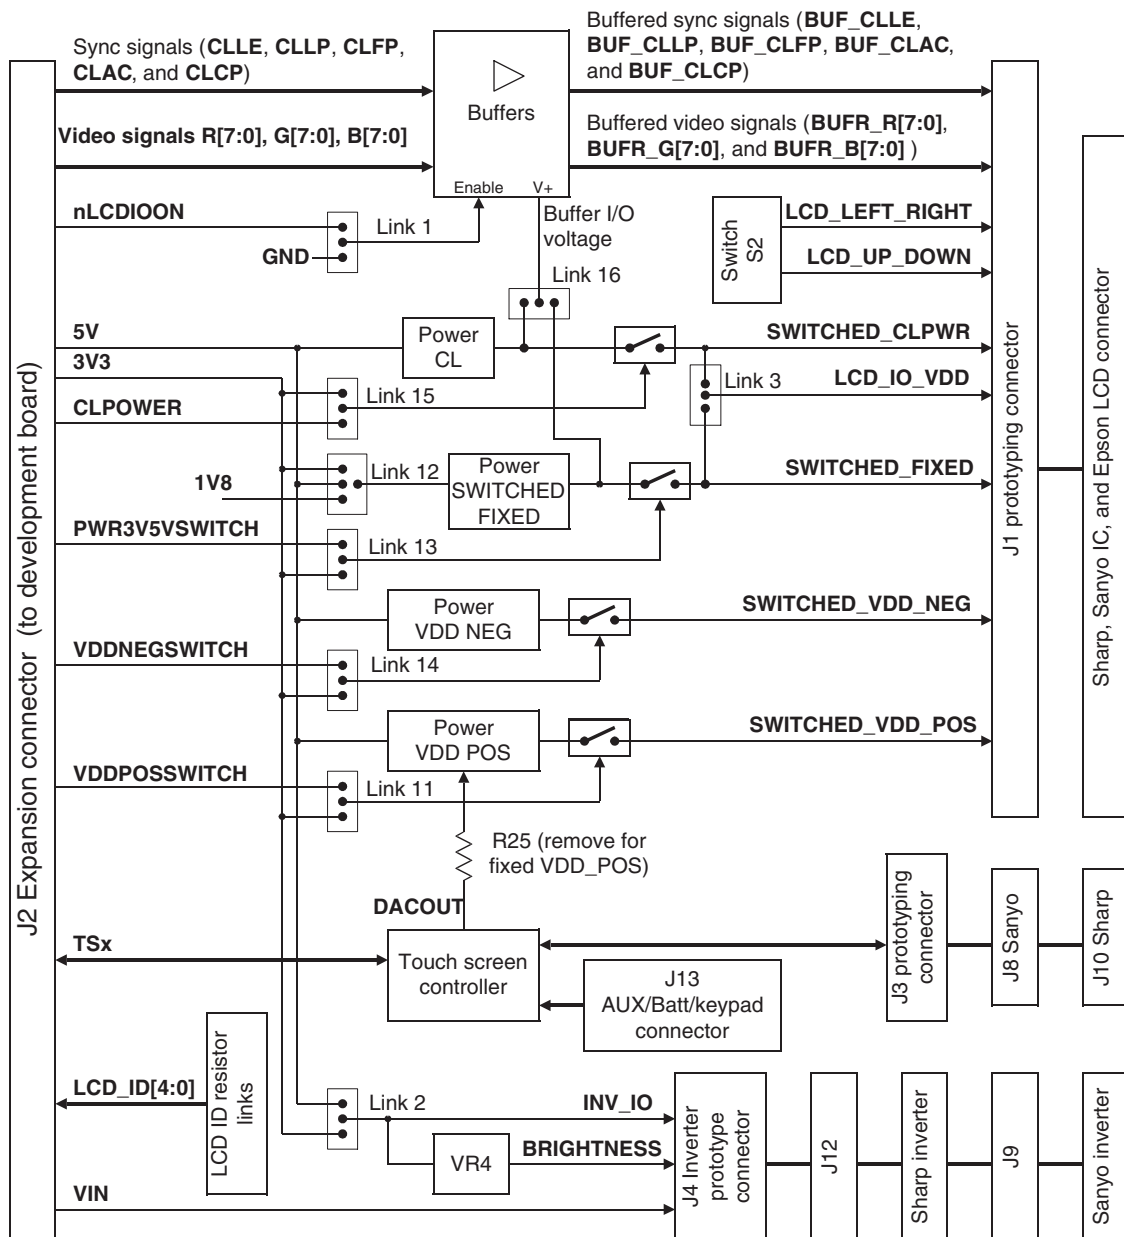 Sync signals (CLLE, CLLP, CLFP,
CLAC, and CLCP)
Buffers
Enable V+
Buffered sync signals (BUF_CLLE,
BUF_CLLP, BUF_CLFP, BUF_CLAC,
and BUF_CLCP)
Video signals R[7:0], G[7:0], B[7:0]
Buffered video signals (BUFR_R[7:0],
BUFR_G[7:0], and BUFR_B[7:0] )
nLCDIOON
GND
Link 1
Buffer I/O
voltage
Link 16
Switch
S2
LCD_LEFT_RIGHT
LCD_UP_DOWN
5V
3V3
CLPOWER
Power
CL
Link 15
SWITCHED_CLPWR
Link 3
LCD_IO_VDD
1V8
Link 12
Power
SWITCHED
FIXED
SWITCHED_FIXED
PWR3V5VSWITCH
Link 13
Power
VDD NEG
SWITCHED_VDD_NEG
VDDNEGSWITCH
Link 14
Power
VDD POS
SWITCHED_VDD_POS
VDDPOSSWITCH
Link 11
R25 (remove for
fixed VDD_POS)
DACOUT
TSx
Touch screen
controller
J13
AUX/Batt/keypad
connector
J3 prototyping
connector
J8 Sanyo
J10 Sharp
LCD_ID[4:0]
LCD ID resistor
links
Link 2
INV_IO
VR4
BRIGHTNESS
VIN
J4 Inverter
prototype
connector
J12
Sharp inverter
J9
Sanyo inverter
J2 Expansion connector (to development board)
J1 prototyping connector
Sharp, Sanyo IC, and Epson LCD connector